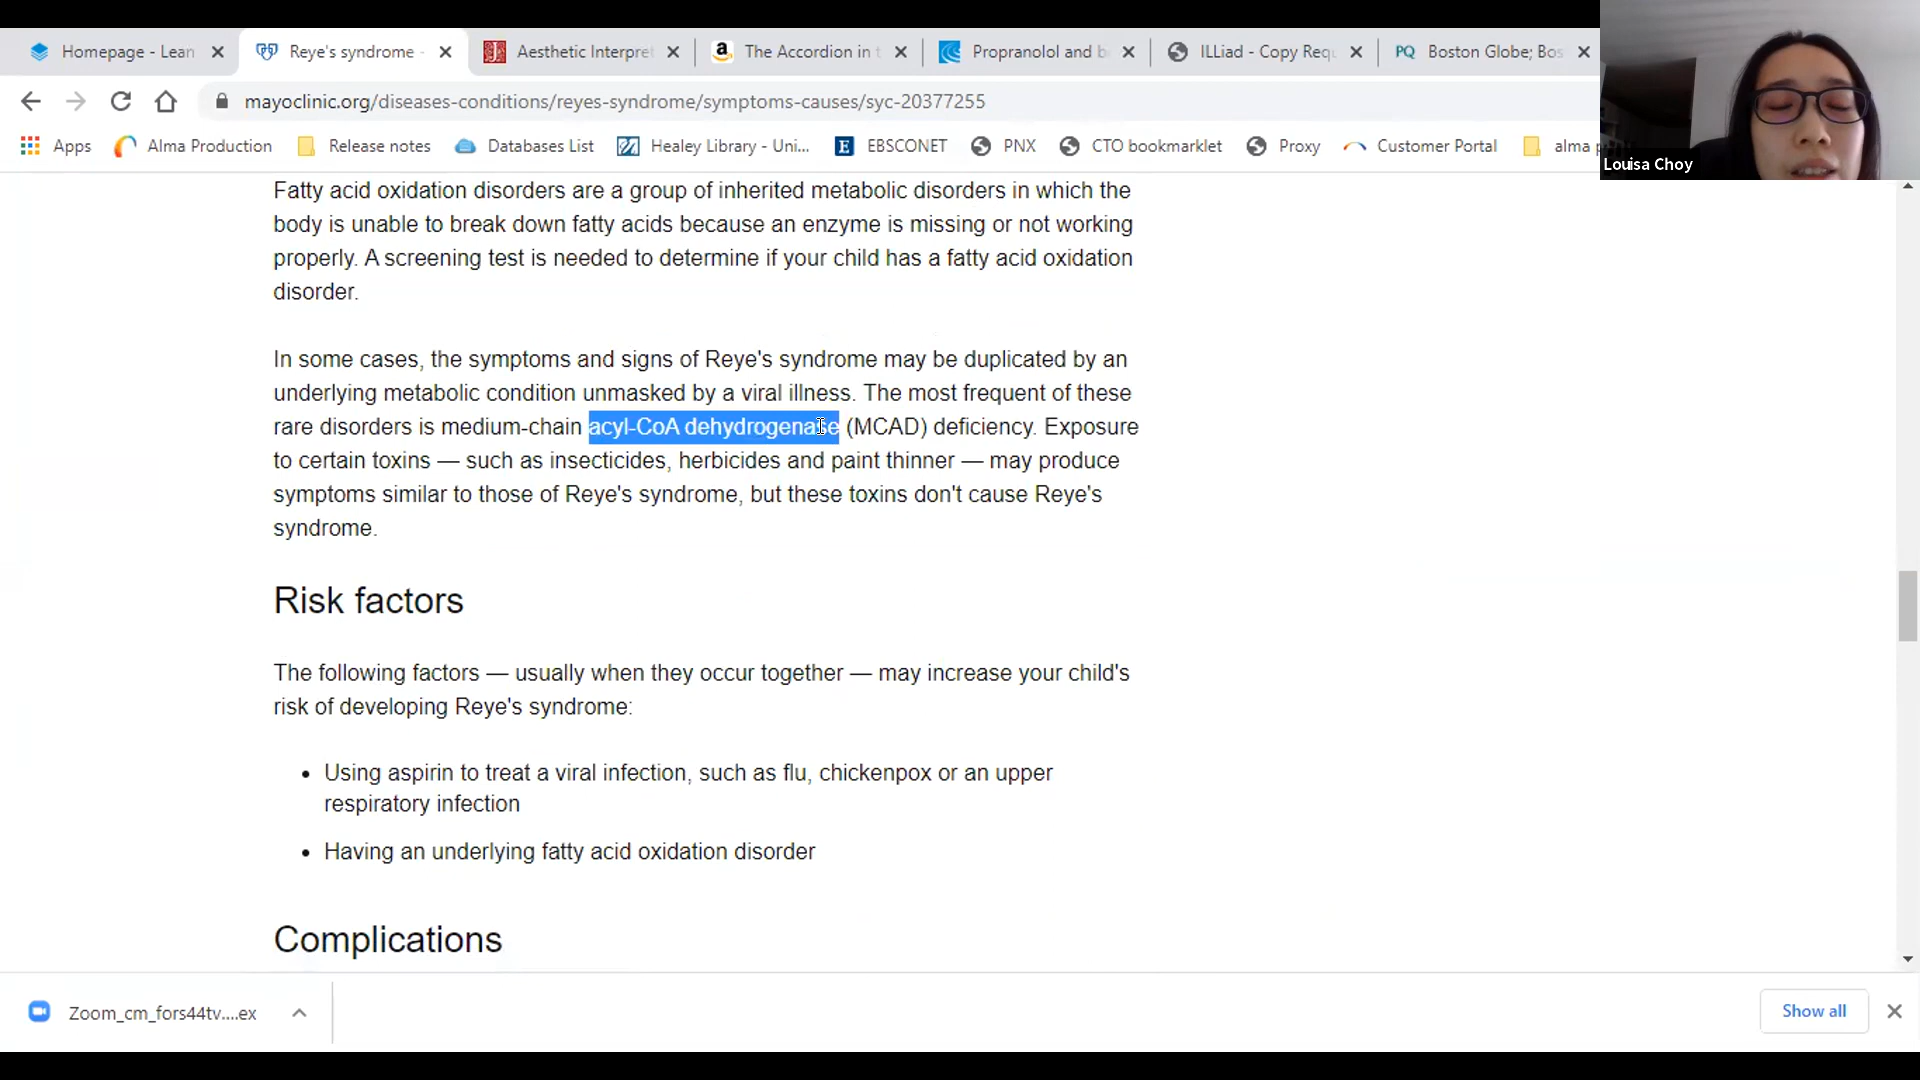 Homepage - Lean
Reye's syndrome -
Aesthetic Interpret
The Accordion in t
Propranolol and b
ILLiad - Copy Requ
PQ Boston Globe; Bos
mayoclinic.org/diseases-conditions/reyes-syndrome/symptoms-causes/syc-20377255
Apps
Alma Production
Release notes
Databases List
Healey Library - Uni...
E EBSCONET
PNX
CTO bookmarklet
Proxy
Customer Portal
alma p
Louisa Choy
Fatty acid oxidation disorders are a group of inherited metabolic disorders in which the
body is unable to break down fatty acids because an enzyme is missing or not working
properly. A screening test is needed to determine if your child has a fatty acid oxidation
disorder.
In some cases, the symptoms and signs of Reye's syndrome may be duplicated by an
underlying metabolic condition unmasked by a viral illness. The most frequent of these
rare disorders is medium-chain acyl-CoA dehydrogenase (MCAD) deficiency. Exposure
to certain toxins — such as insecticides, herbicides and paint thinner — may produce
symptoms similar to those of Reye's syndrome, but these toxins don't cause Reye's
syndrome.
Risk factors
The following factors — usually when they occur together — may increase your child's
risk of developing Reye's syndrome:
• Using aspirin to treat a viral infection, such as flu, chickenpox or an upper
respiratory infection
• Having an underlying fatty acid oxidation disorder
Complications
Zoom_cm_fors44tv....ex
Show all